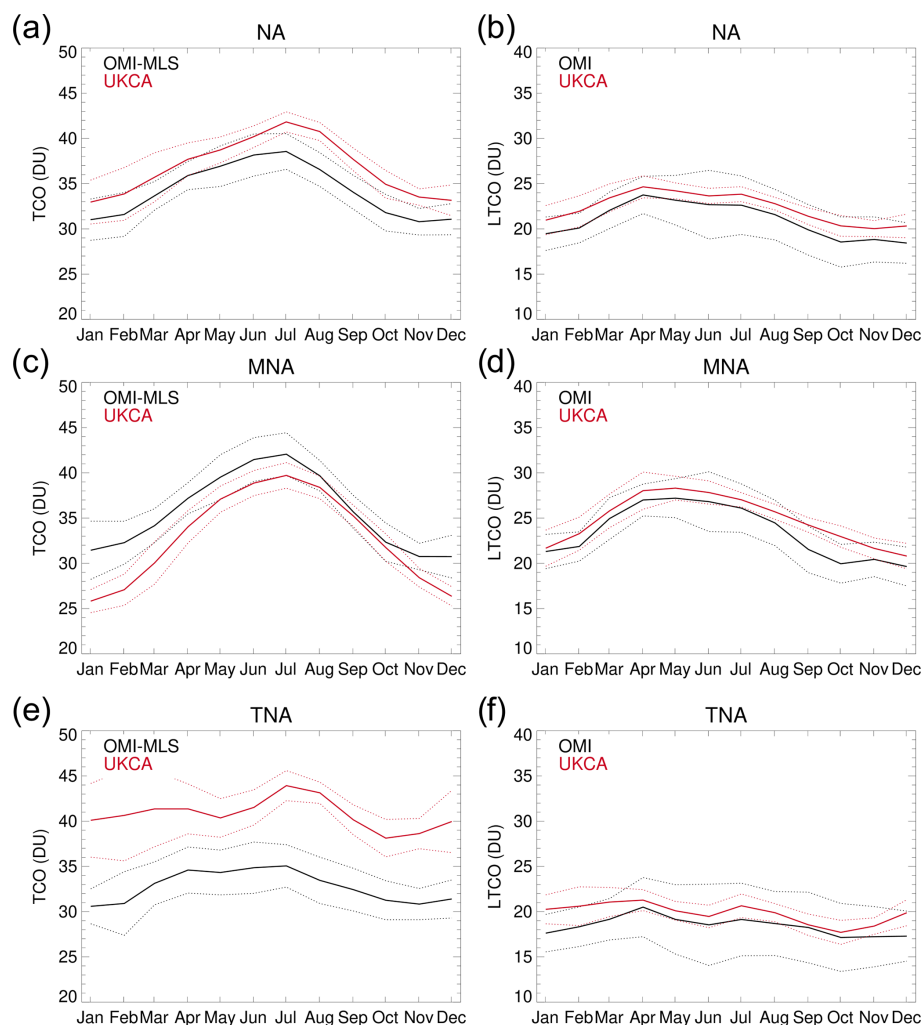 (a)
NA
OMI-MLS
UKCA
TCO (DU)
50
45
40
35
30
25
20
Jan Feb Mar Apr May Jun Jul Aug Sep Oct Nov Dec
(b)
NA
OMI
UKCA
LTCO (DU)
40
35
30
25
20
15
10
Jan Feb Mar Apr May Jun Jul Aug Sep Oct Nov Dec
(c)
MNA
OMI-MLS
UKCA
TCO (DU)
50
45
40
35
30
25
20
Jan Feb Mar Apr May Jun Jul Aug Sep Oct Nov Dec
(d)
MNA
OMI
UKCA
LTCO (DU)
40
35
30
25
20
15
10
Jan Feb Mar Apr May Jun Jul Aug Sep Oct Nov Dec
(e)
TNA
OMI-MLS
UKCA
TCO (DU)
50
45
40
35
30
25
20
Jan Feb Mar Apr May Jun Jul Aug Sep Oct Nov Dec
(f)
TNA
OMI
UKCA
LTCO (DU)
40
35
30
25
20
15
10
Jan Feb Mar Apr May Jun Jul Aug Sep Oct Nov Dec